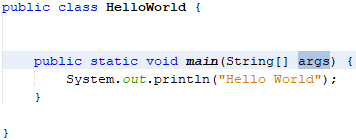 public class HelloWorld {
public static void main(String[] args) {
System.out.println("Hello World");
}
}